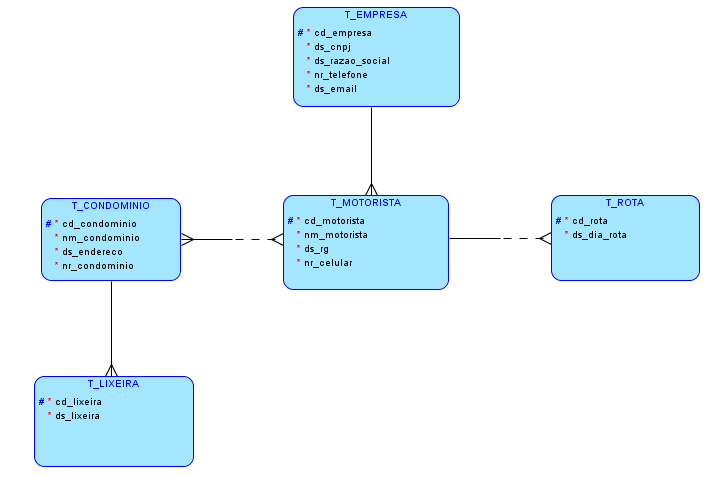 T_EMPRESA
# * cd_empresa
* ds_cnpj
* ds_razao_social
* nr_telefone
* ds_email
T_CONDOMINIO
# * cd_condominio
* nm_condominio
* ds_endereco
* nr_condominio
T_MOTORISTA
# * cd_motorista
* nm_motorista
* ds_rg
* nr_celular
T_ROTA
# * cd_rota
* ds_dia_rota
T_LIXEIRA
# * cd_lixeira
* ds_lixeira